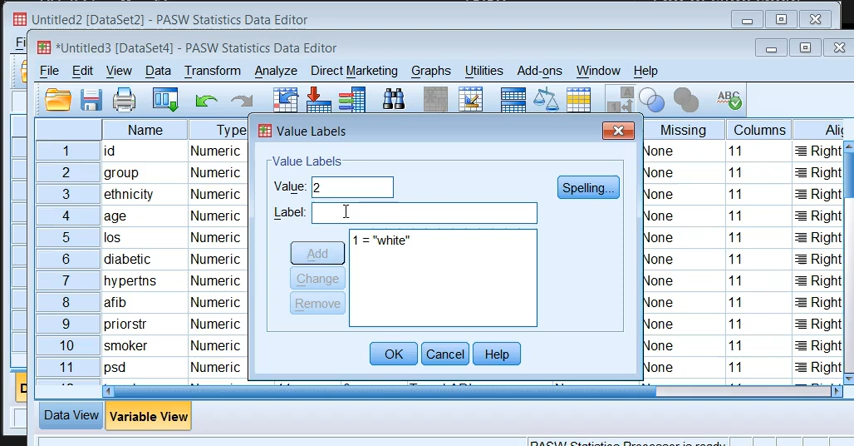 Untitled2 [DataSet2] - PASW Statistics Data Editor
*Untitled3 [DataSet4] - PASW Statistics Data Editor
File Edit View Data Transform Analyze Direct Marketing Graphs Utilities Add-ons Window Help
ABC
Name Type Missing Columns Alig
1 id Numeric None 11 Right
2 group Numeric None 11 Right
3 ethnicity Numeric None 11 Right
4 age Numeric None 11 Right
5 los Numeric None 11 Right
6 diabetic Numeric None 11 Right
7 hypertns Numeric None 11 Right
8 afib Numeric None 11 Right
9 priorstr Numeric None 11 Right
10 smoker Numeric None 11 Right
11 psd Numeric None 11 Right
Value Labels
Value Labels
Value: 2
Spelling...
Label:
1 = "white"
Add
Change
Remove
OK Cancel Help
Data View Variable View